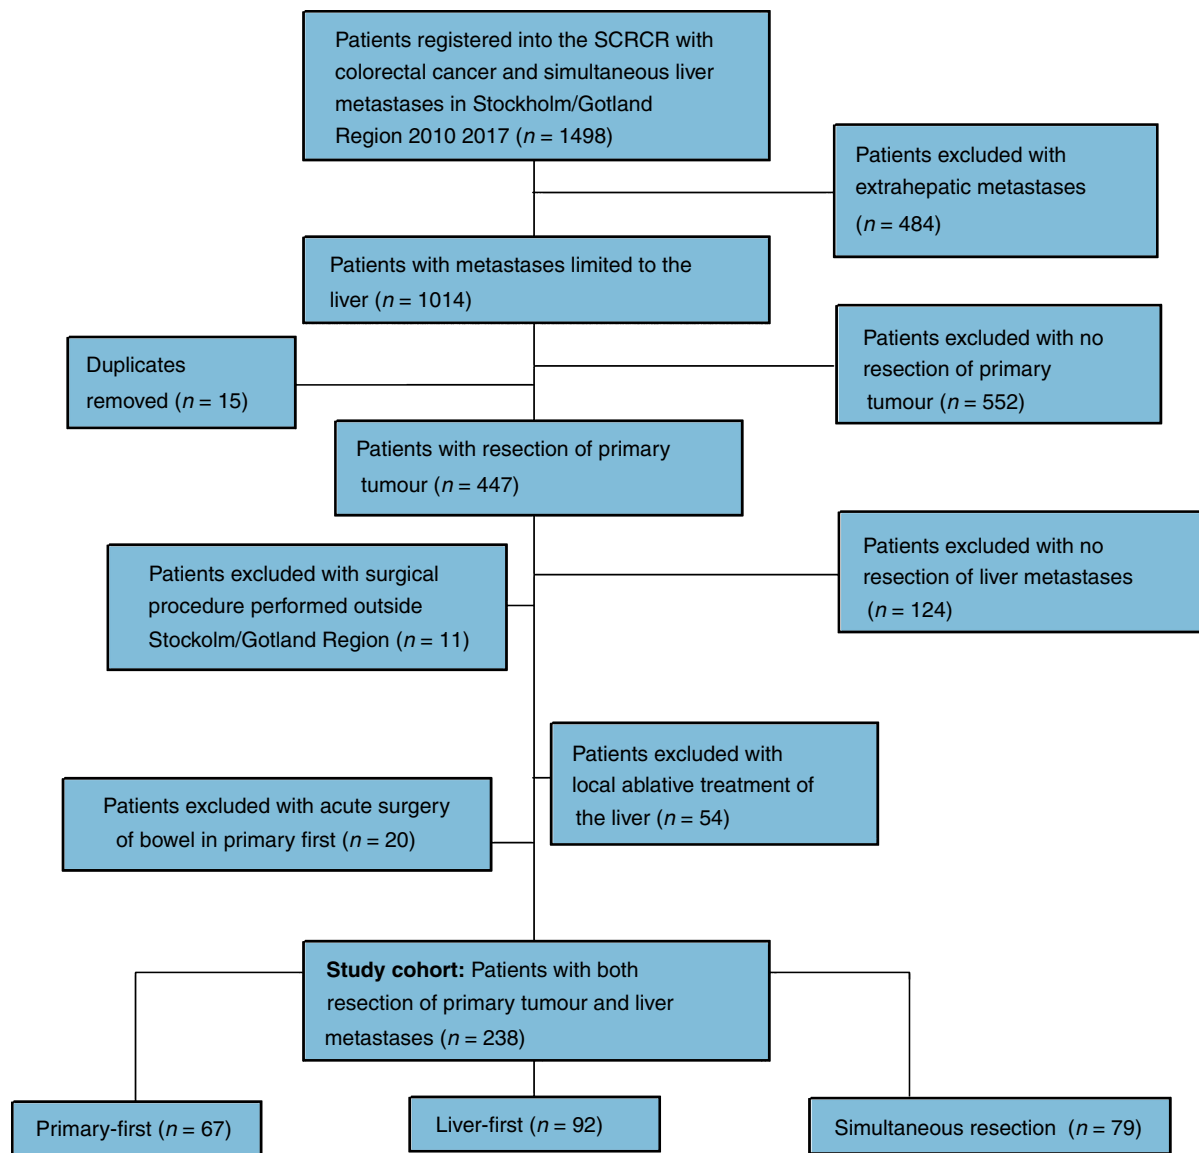 Patients registered into the SCRCR with
colorectal cancer and simultaneous liver
metastases in Stockholm/Gotland
Region 2010 2017 (n = 1498)
Patients excluded with
extrahepatic metastases
(n = 484)
Patients with metastases limited to the
liver (n = 1014)
Duplicates
removed (n = 15)
Patients excluded with no
resection of primary
tumour (n = 552)
Patients with resection of primary
tumour (n = 447)
Patients excluded with no
resection of liver metastases
(n = 124)
Patients excluded with surgical
procedure performed outside
Stockolm/Gotland Region (n = 11)
Patients excluded with
local ablative treatment of
the liver (n = 54)
Patients excluded with acute surgery
of bowel in primary first (n = 20)
Study cohort: Patients with both
resection of primary tumour and liver
metastases (n = 238)
Primary-first (n = 67)
Liver-first (n = 92)
Simultaneous resection (n = 79)